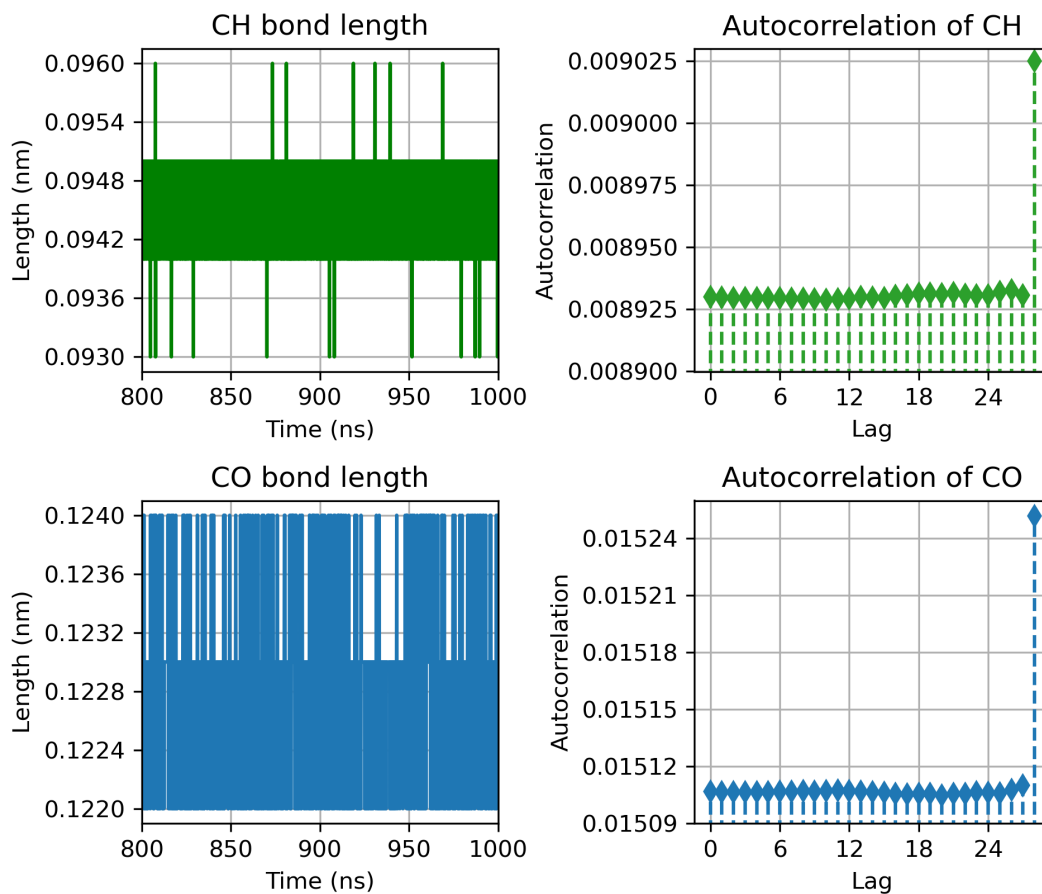 CH bond length
Length (nm)
0.0960
0.0954
0.0948
0.0942
0.0936
0.0930
800 850 900 950 1000
Time (ns)
Autocorrelation of CH
Autocorrelation
0.009025
0.009000
0.008975
0.008950
0.008925
0.008900
0 6 12 18 24
Lag
CO bond length
Length (nm)
0.1240
0.1236
0.1232
0.1228
0.1224
0.1220
800 850 900 950 1000
Time (ns)
Autocorrelation of CO
Autocorrelation
0.01524
0.01521
0.01518
0.01515
0.01512
0.01509
0 6 12 18 24
Lag